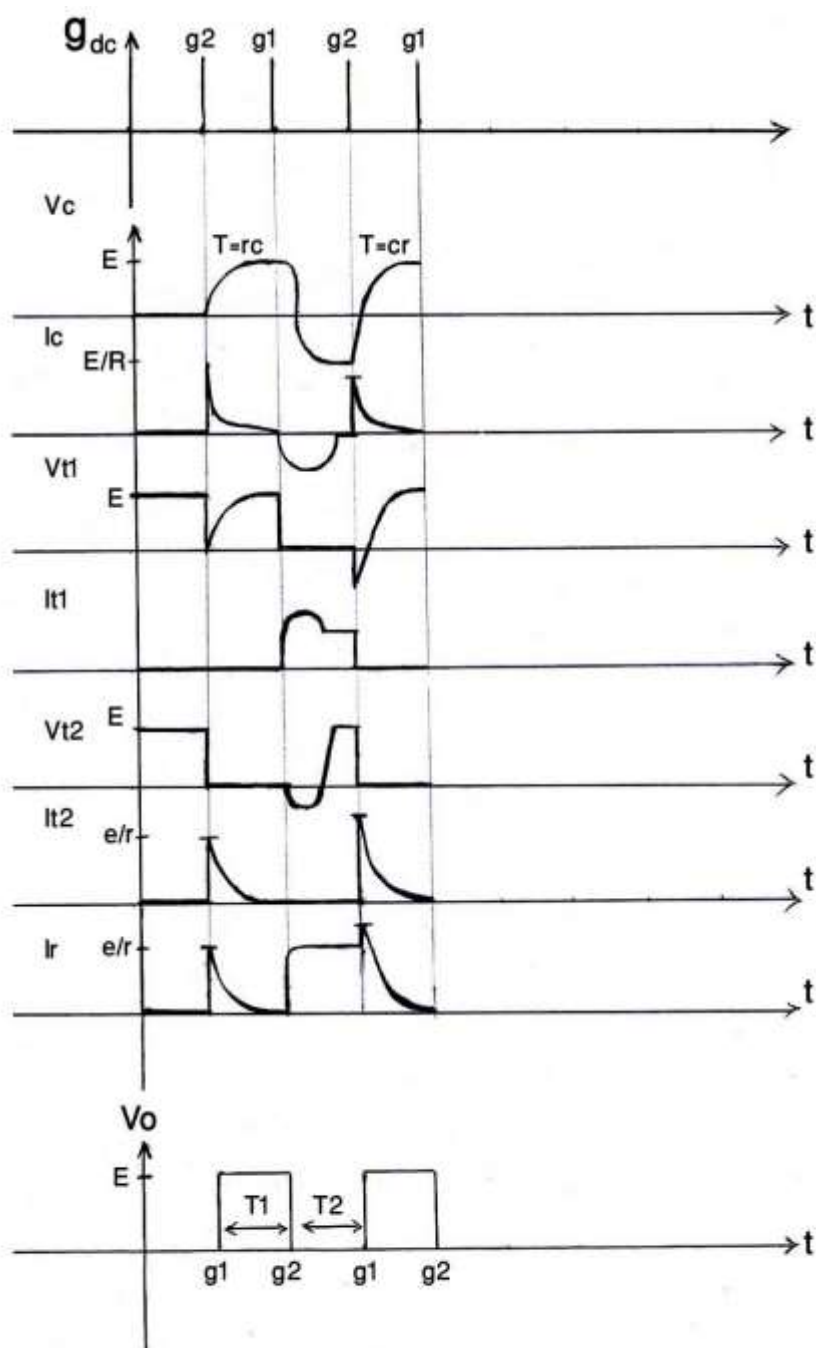 gdc g2 g1 g2 g1
Vc
E T=rc T=cr
t
Ic
E/R
t
Vt1
E
t
It1
t
Vt2 E
t
It2
e/r
t
Ir e/r
t
Vo
E
T1 T2
t
g1 g2 g1 g2